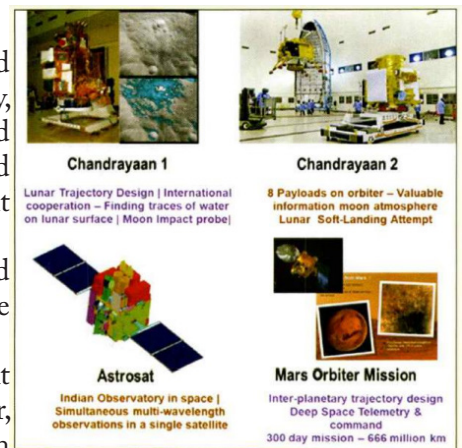 Chandrayaan 1
Lunar Trajectory Design | International
cooperation – Finding traces of water
on lunar surface | Moon Impact probe|
Chandrayaan 2
8 Payloads on orbiter – Valuable
information moon atmosphere
Lunar Soft-Landing Attempt
Astrosat
Indian Observatory in space |
Simultaneous multi-wavelength
observations in a single satellite
Mars Orbiter Mission
Inter-planetary trajectory design
Deep Space Telemetry &
command
300 day mission – 666 million km